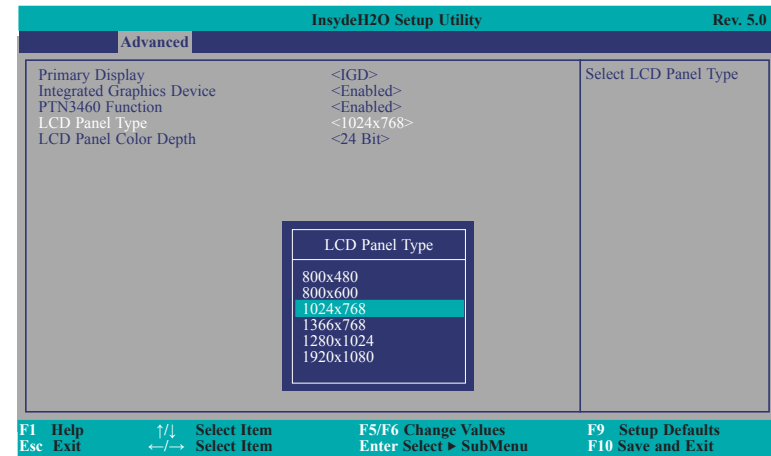 InsydeH2O Setup Utility Rev. 5.0
Advanced
Primary Display <IGD> Select LCD Panel Type
Integrated Graphics Device <Enabled>
PTN3460 Function <Enabled>
LCD Panel Type <1024x768>
LCD Panel Color Depth <24 Bit>
LCD Panel Type
800x480
800x600
1024x768
1366x768
1280x1024
1920x1080
F1 Help ↑/↓ Select Item F5/F6 Change Values F9 Setup Defaults
Esc Exit ←/→ Select Item Enter Select ▶ SubMenu F10 Save and Exit